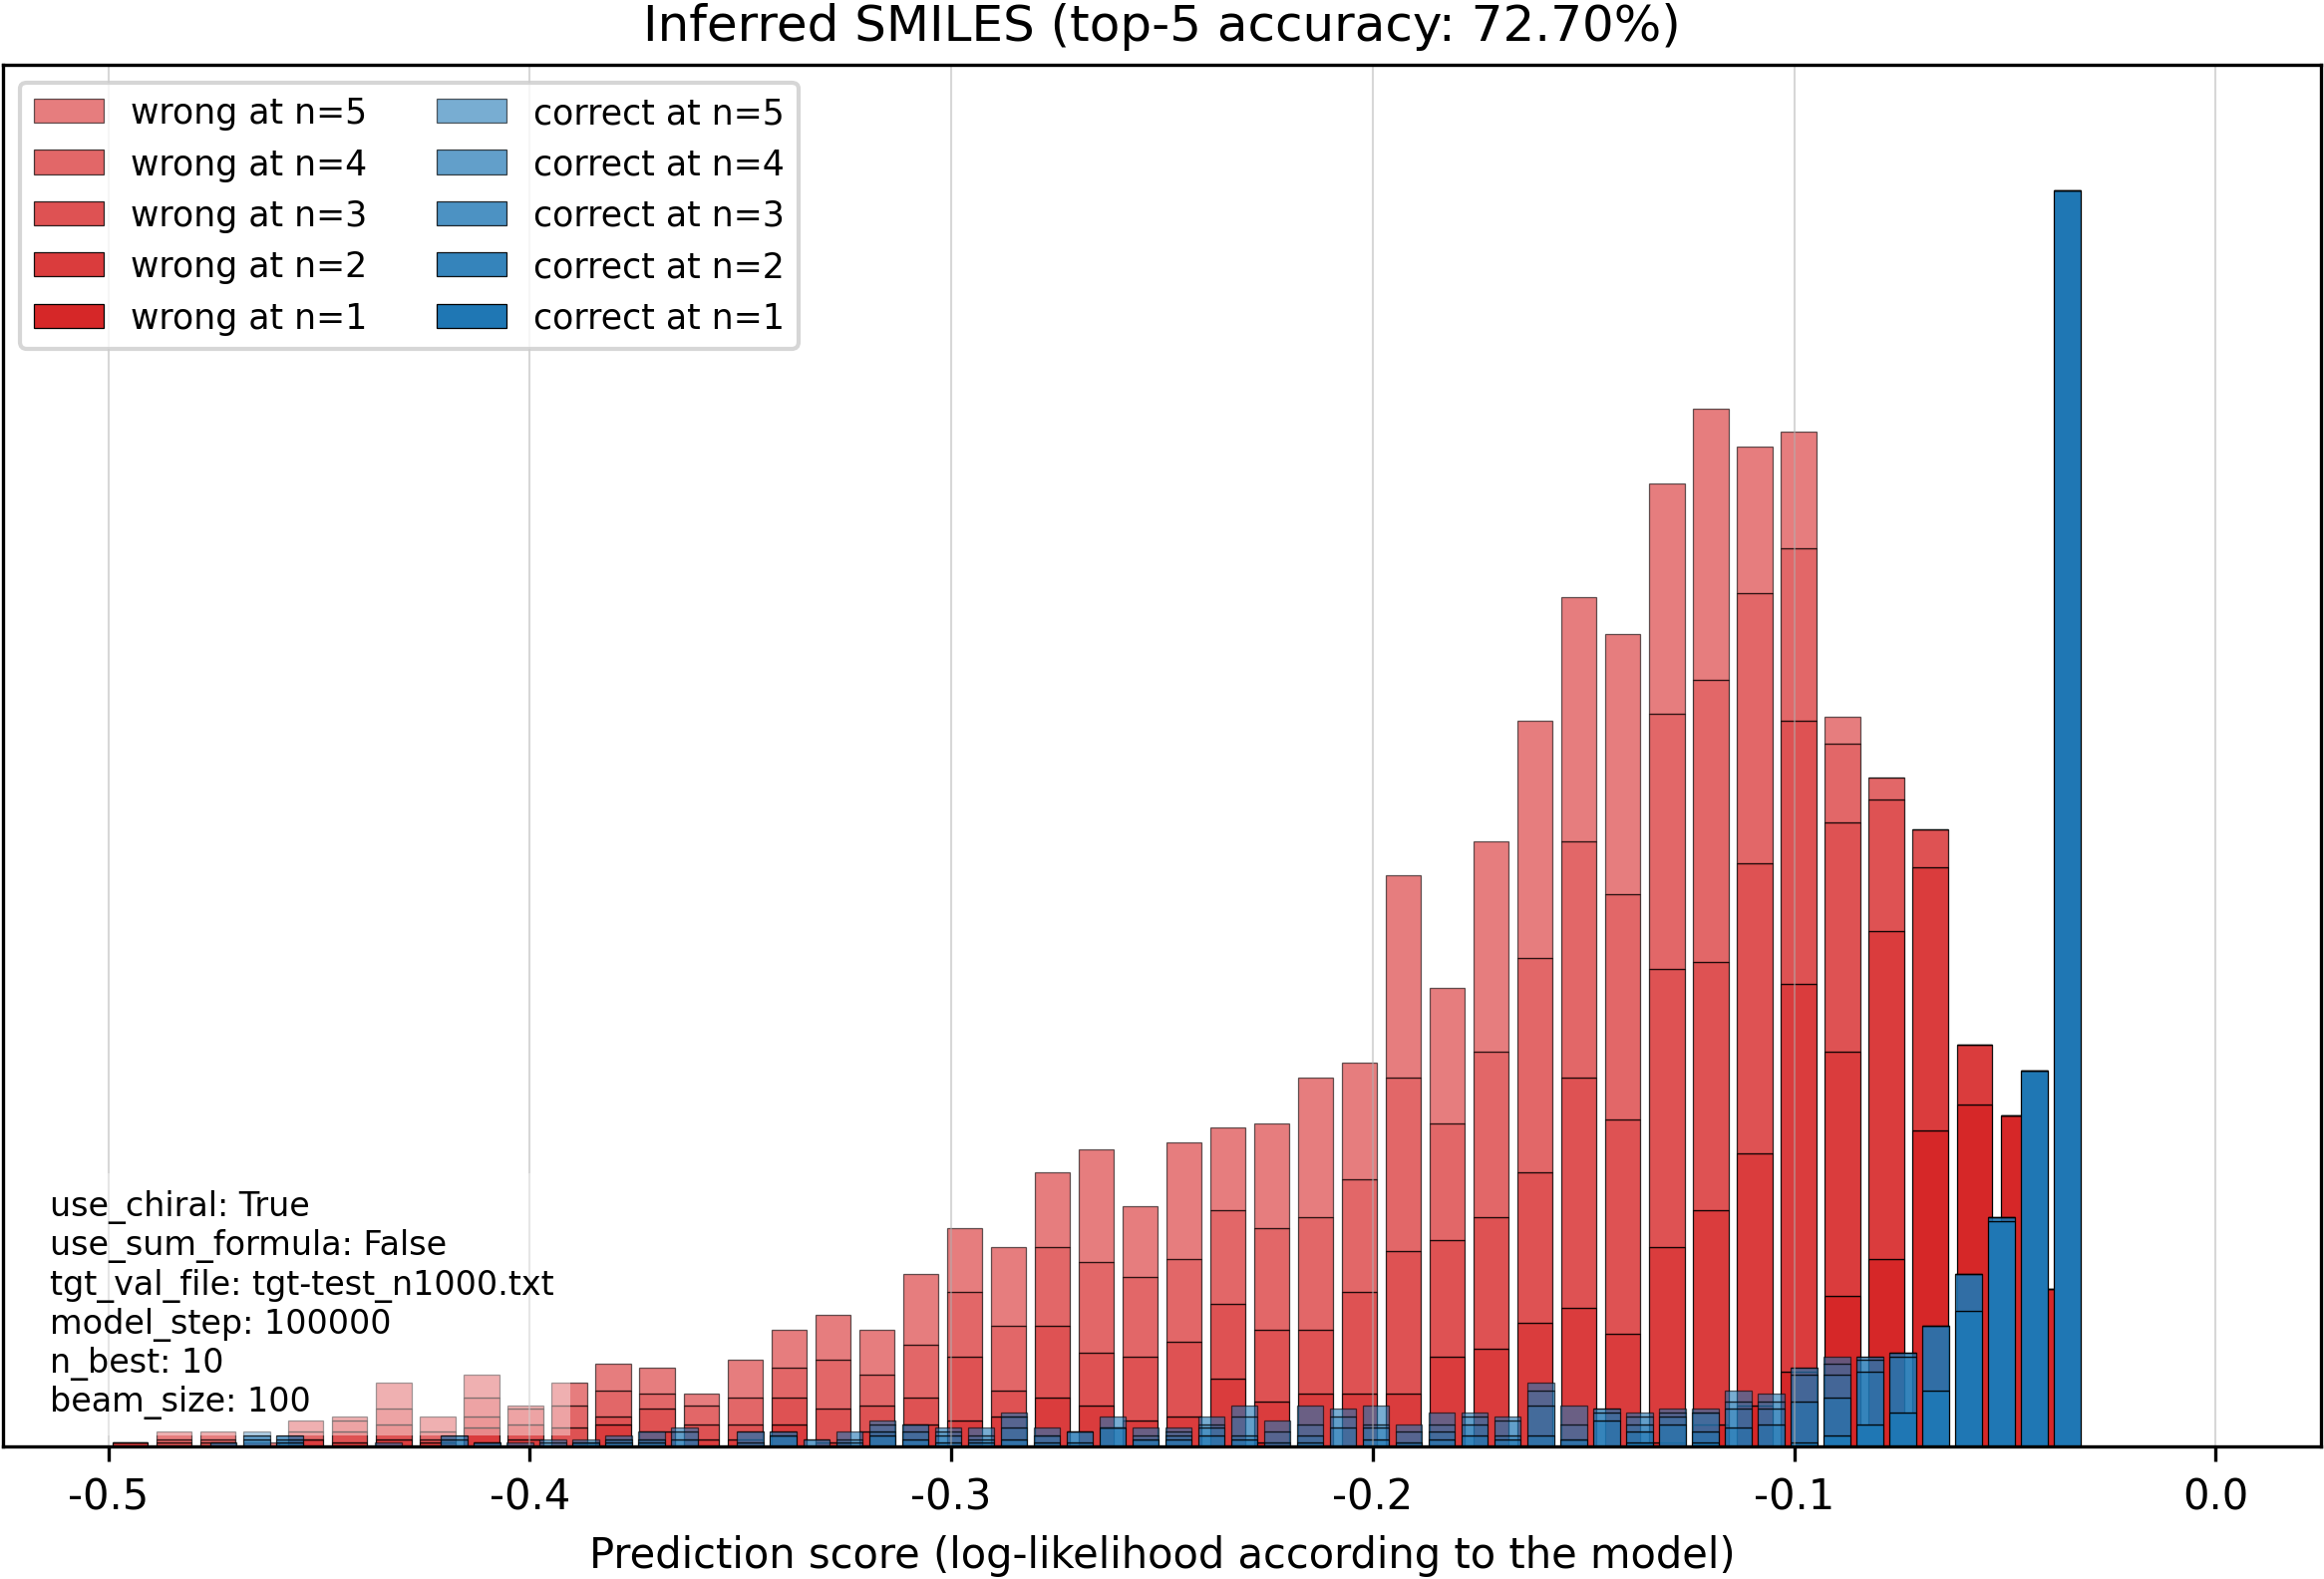 Inferred SMILES (top-5 accuracy: 72.70%)
wrong at n=5
wrong at n=4
wrong at n=3
wrong at n=2
wrong at n=1
correct at n=5
correct at n=4
correct at n=3
correct at n=2
correct at n=1
use_chiral: True
use_sum_formula: False
tgt_val_file: tgt-test_n1000.txt
model_step: 100000
n_best: 10
beam_size: 100
-0.5 -0.4 -0.3 -0.2 -0.1 0.0
Prediction score (log-likelihood according to the model)